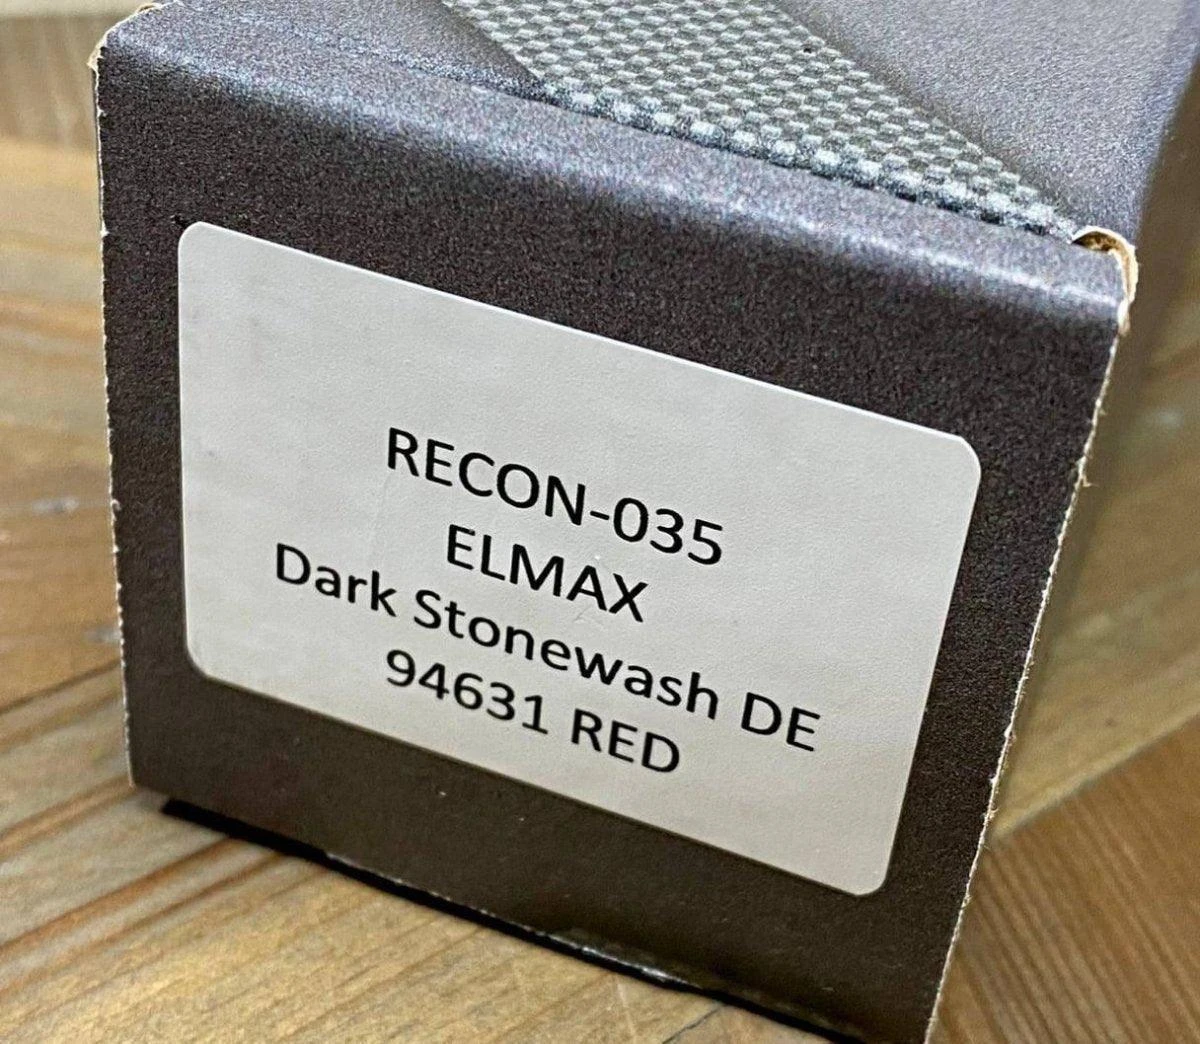 RECON-035
ELMAX
Dark Stonewash DE
94631 RED